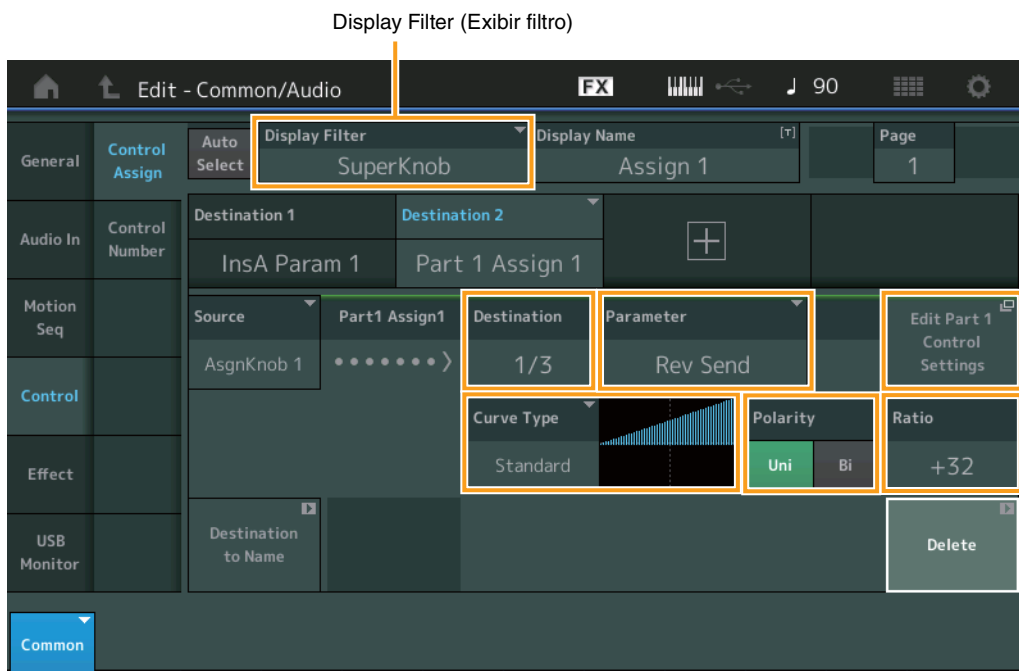 Display Filter (Exibir filtro)
Edit - Common/Audio
FX
♩ 90
General
Control
Assign
Auto
Select
Display Filter
SuperKnob
Display Name
[T]
Assign 1
Page
1
Audio In
Control
Number
Destination 1
InsA Param 1
Destination 2
Part 1 Assign 1
Motion
Seq
Source
AsgnKnob 1
Part1 Assign1
Destination
1/3
Parameter
Rev Send
Edit Part 1
Control
Settings
Control
Curve Type
Standard
Polarity
Uni
Bi
Ratio
+32
Effect
USB
Monitor
Destination
to Name
Delete
Common